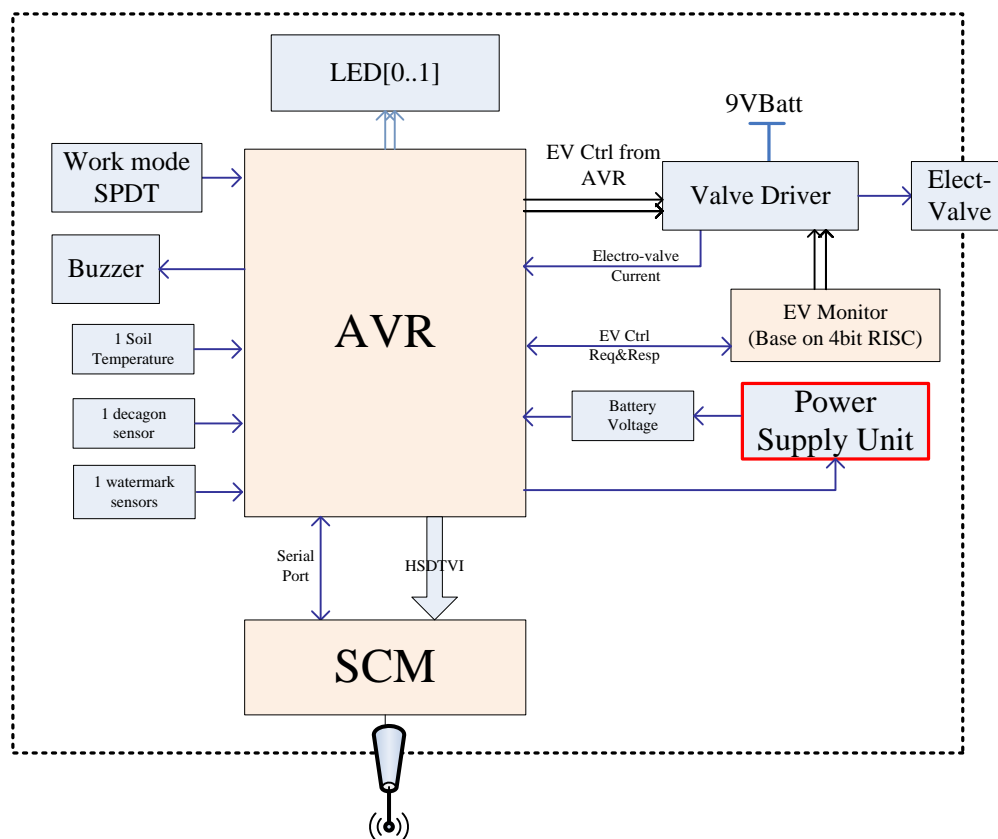 LED[0..1]
9VBatt
Work mode
SPDT
EV Ctrl from
AVR
Valve Driver
Elect-
Valve
Buzzer
Electro-valve
Current
AVR
EV Monitor
(Base on 4bit RISC)
1 Soil
Temperature
EV Ctrl
Req&Resp
1 decagon
sensor
Battery
Voltage
Power
Supply Unit
1 watermark
sensors
Serial
Port
HSDTVI
SCM